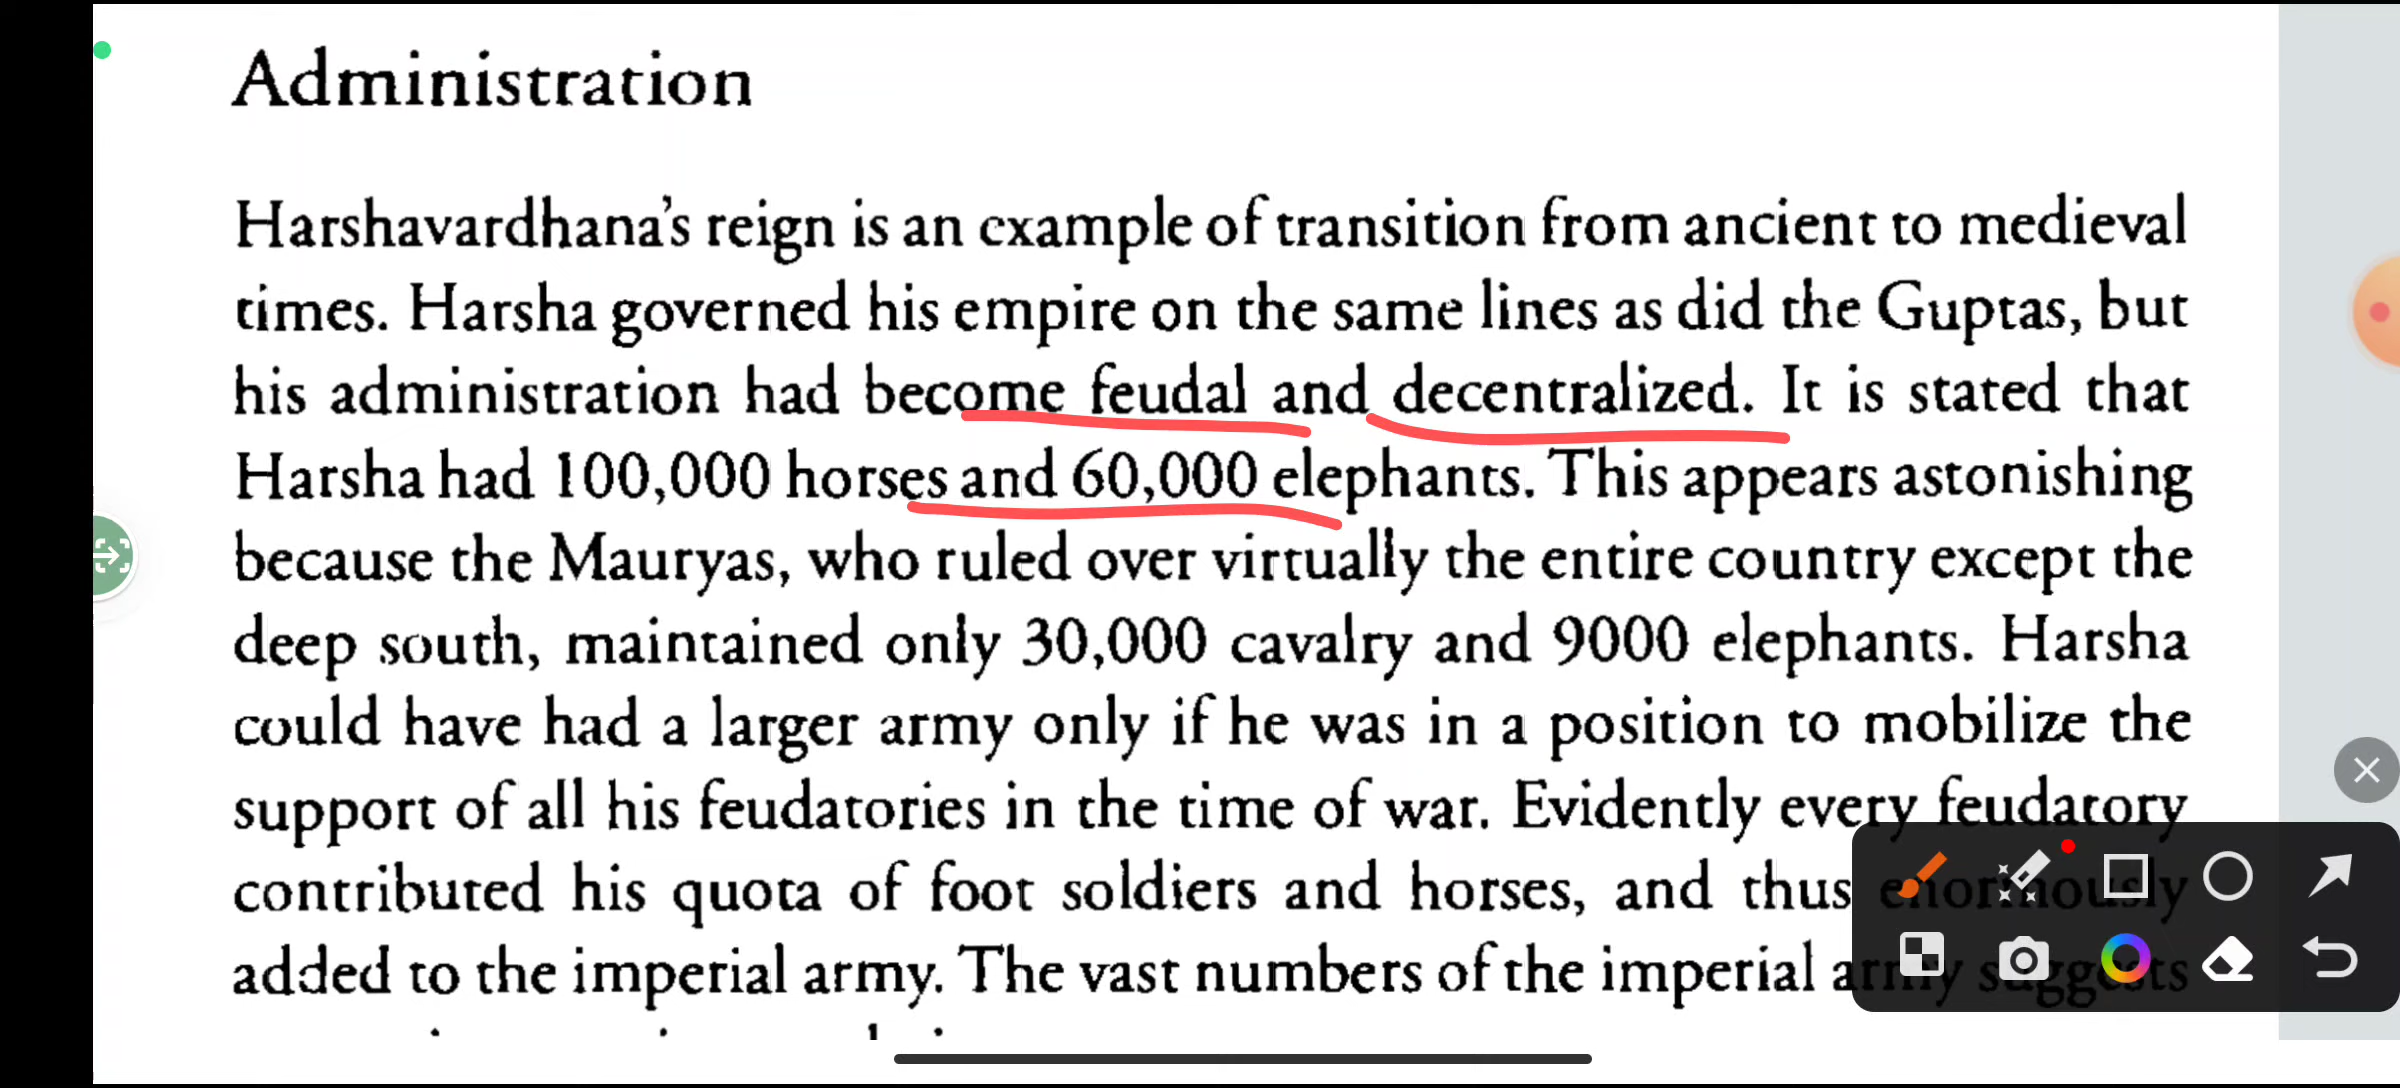 Administration
Harshavardhana's reign is an example of transition from ancient to medieval
times. Harsha governed his empire on the same lines as did the Guptas, but
his administration had become feudal and decentralized. It is stated that
Harsha had 100,000 horses and 60,000 elephants. This appears astonishing
because the Mauryas, who ruled over virtually the entire country except the
deep south, maintained only 30,000 cavalry and 9000 elephants. Harsha
could have had a larger army only if he was in a position to mobilize the
support of all his feudatories in the time of war. Evidently every feudatory
contributed his quota of foot soldiers and horses, and thus enormously
added to the imperial army. The vast numbers of the imperial army suggests